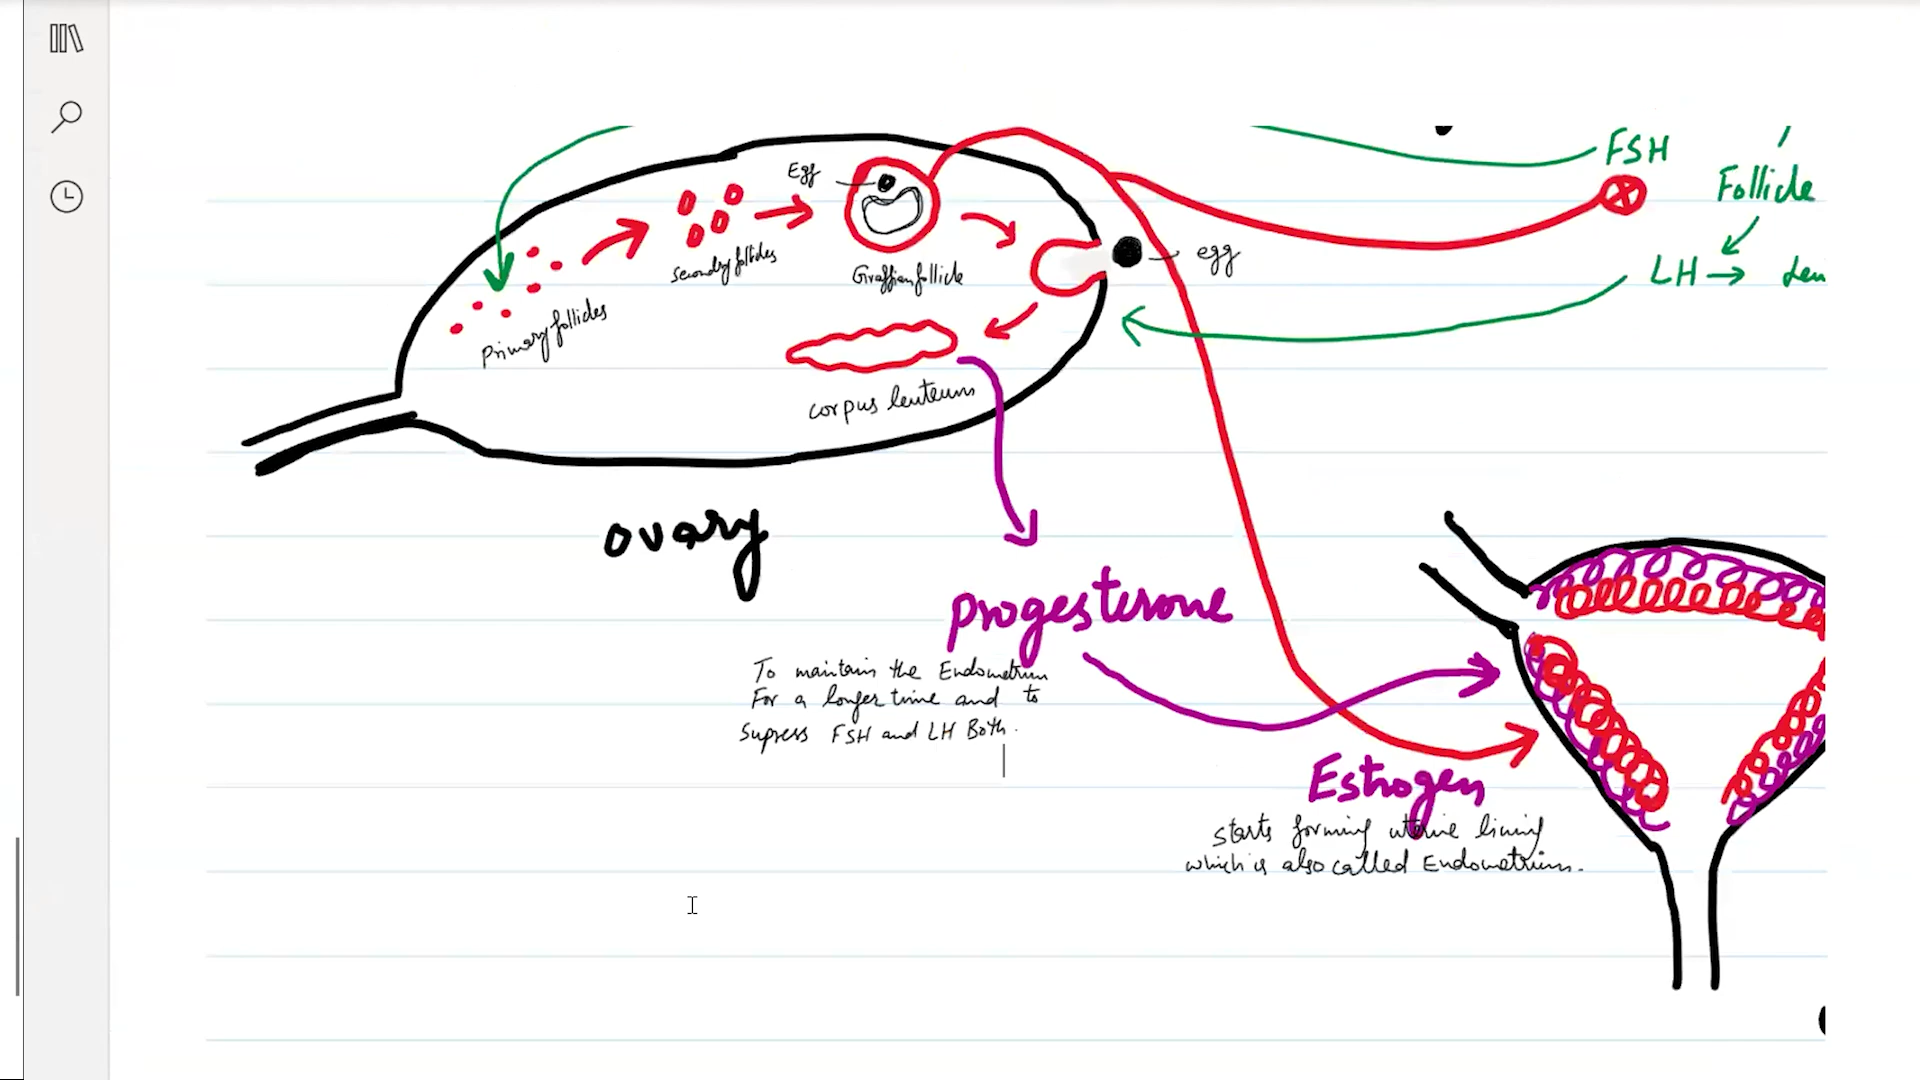 FSH
Egg
Follicle
secondry follicles
egg
Graffian follicle
LH → Leu
Primary follicles
corpus leuteum
ovary
Progesterone
To maintain the Endometrium
For a longer time and to
Supress FSH and LH Both.
Estrogen
starts forming uterine lining
which is also called Endometrium.